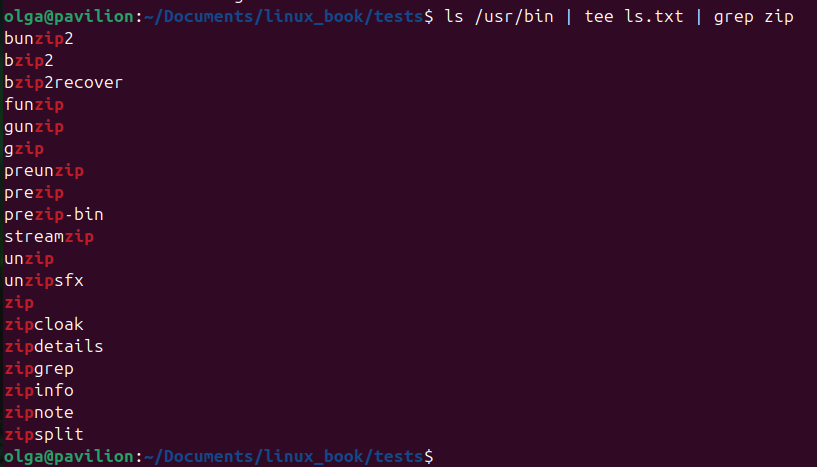 olga@pavilion:~/Documents/linux_book/tests$ ls /usr/bin | tee ls.txt | grep zip
bunzip2
bzip2
bzip2recover
funzip
gunzip
gzip
preunzip
prezip
prezip-bin
streamzip
unzip
unzipsfx
zip
zipcloak
zipdetails
zipgrep
zipinfo
zipnote
zipsplit
olga@pavilion:~/Documents/linux_book/tests$